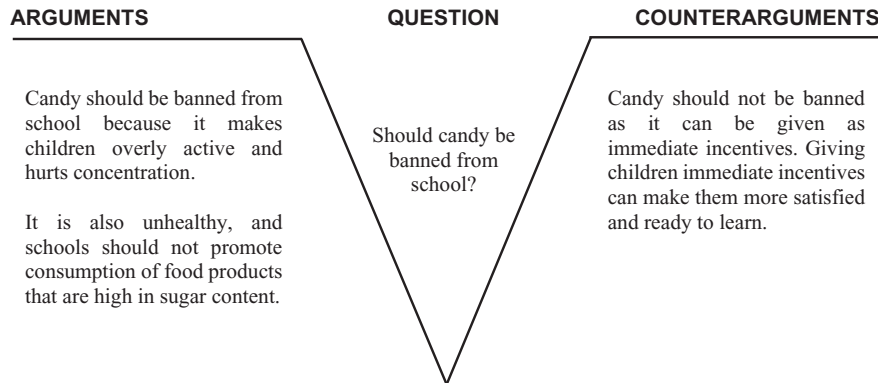 ARGUMENTS
QUESTION
COUNTERARGUMENTS
Candy should be banned from
school because it makes
children overly active and
hurts concentration.
It is also unhealthy, and
schools should not promote
consumption of food products
that are high in sugar content.
Should candy be
banned from
school?
Candy should not be banned
as it can be given as
immediate incentives. Giving
children immediate incentives
can make them more satisfied
and ready to learn.